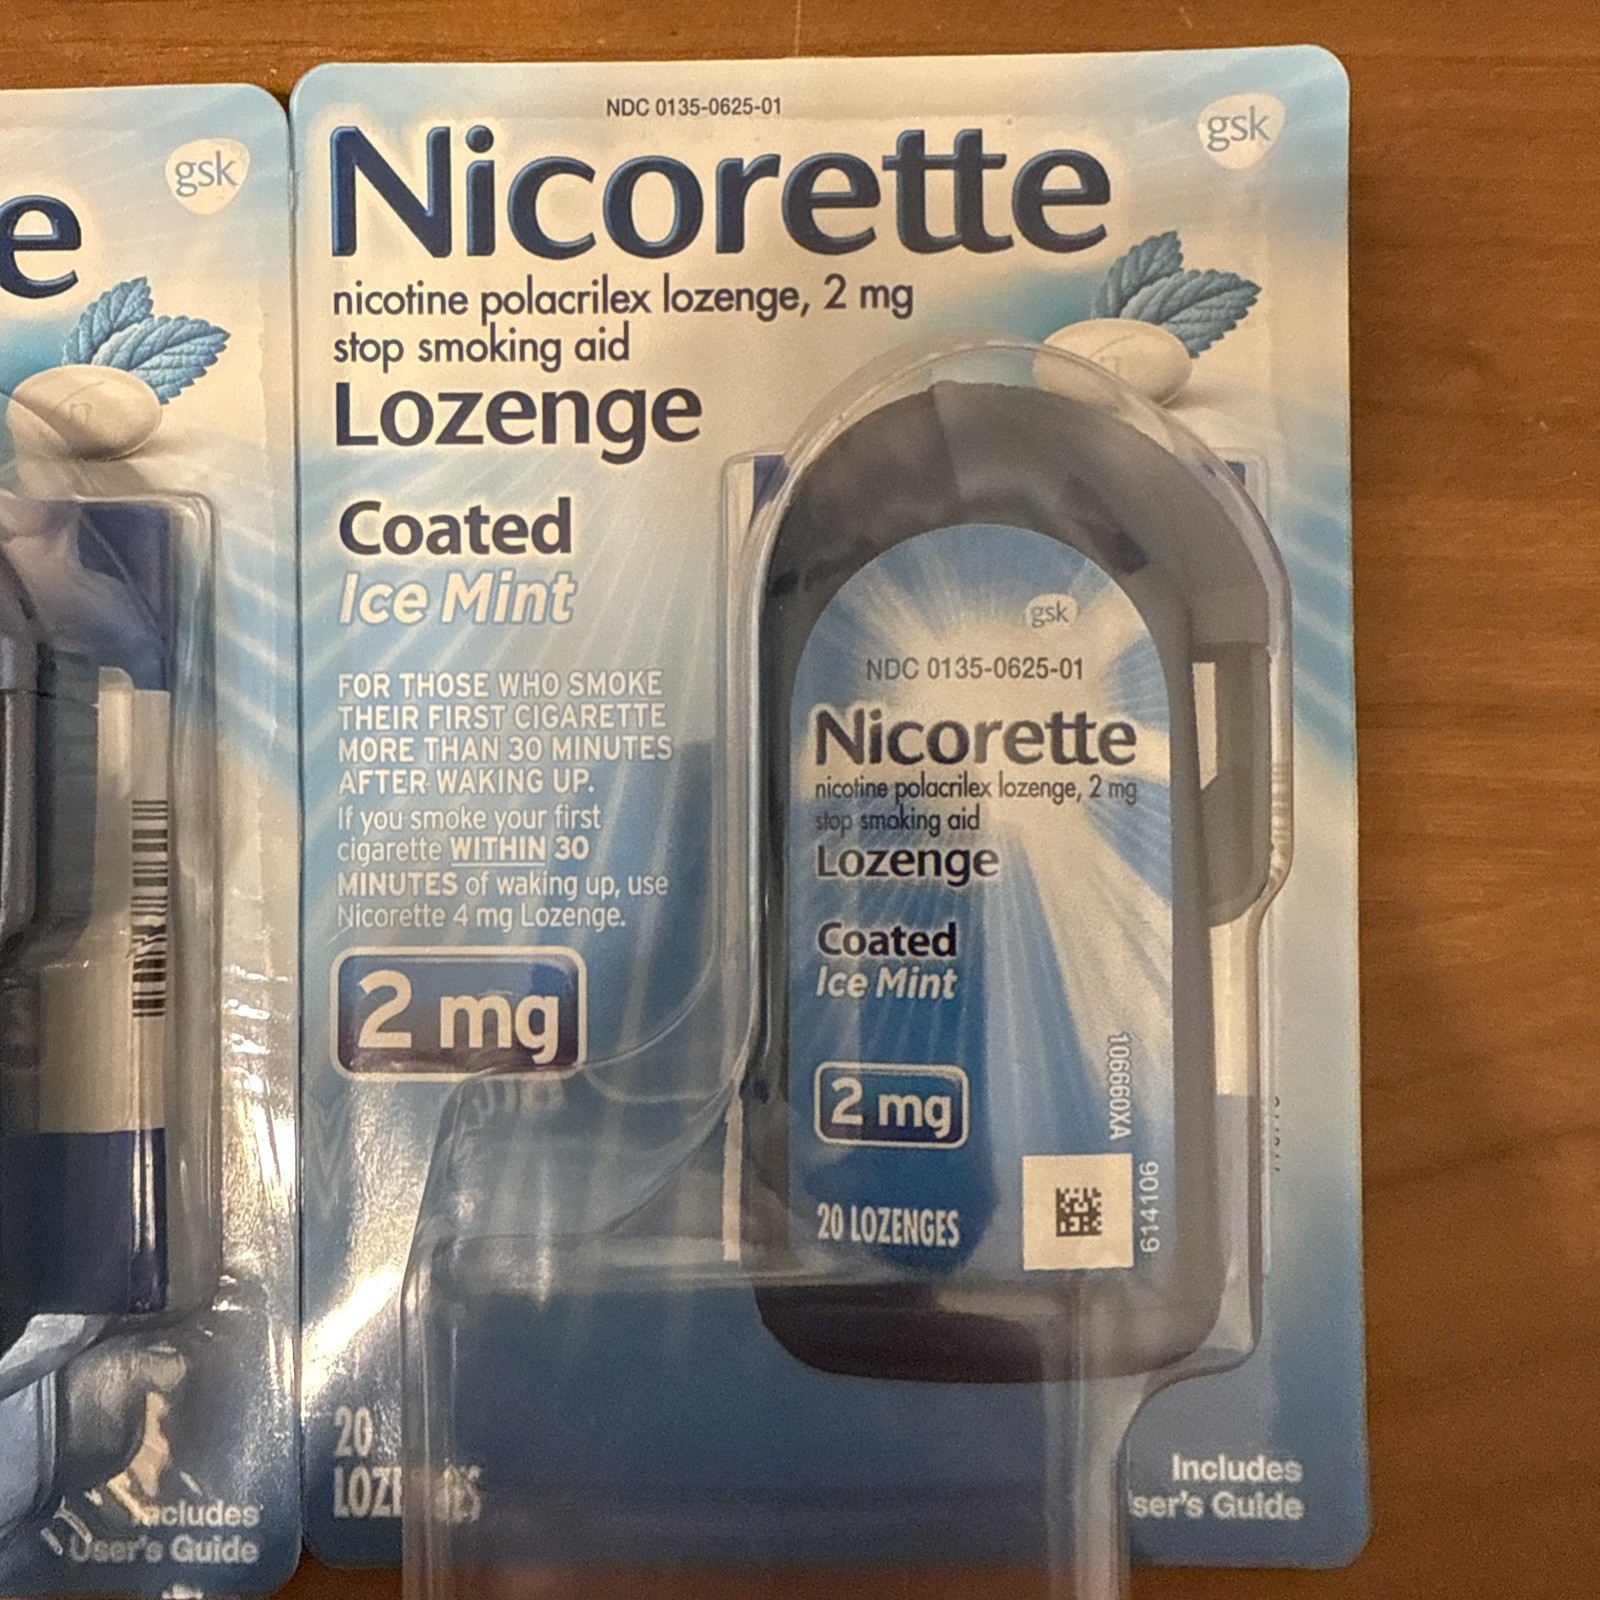 e
gsk
cludes
User's Guide
NDC 0135-0625-01
gsk
Nicorette
nicotine polacrilex lozenge, 2 mg
stop smoking aid
Lozenge
Coated
Ice Mint
FOR THOSE WHO SMOKE
THEIR FIRST CIGARETTE
MORE THAN 30 MINUTES
AFTER WAKING UP.
If you smoke your first
cigarette WITHIN 30
MINUTES of waking up, use
Nicorette 4 mg Lozenge.
2 mg
20
gsk
NDC 0135-0625-01
Nicorette
nicotine polacrilex lozenge, 2 mg
stop smoking aid
Lozenge
Coated
Ice Mint
2 mg
20 LOZENGES
106660XA
614106
Includes
ser's Guide